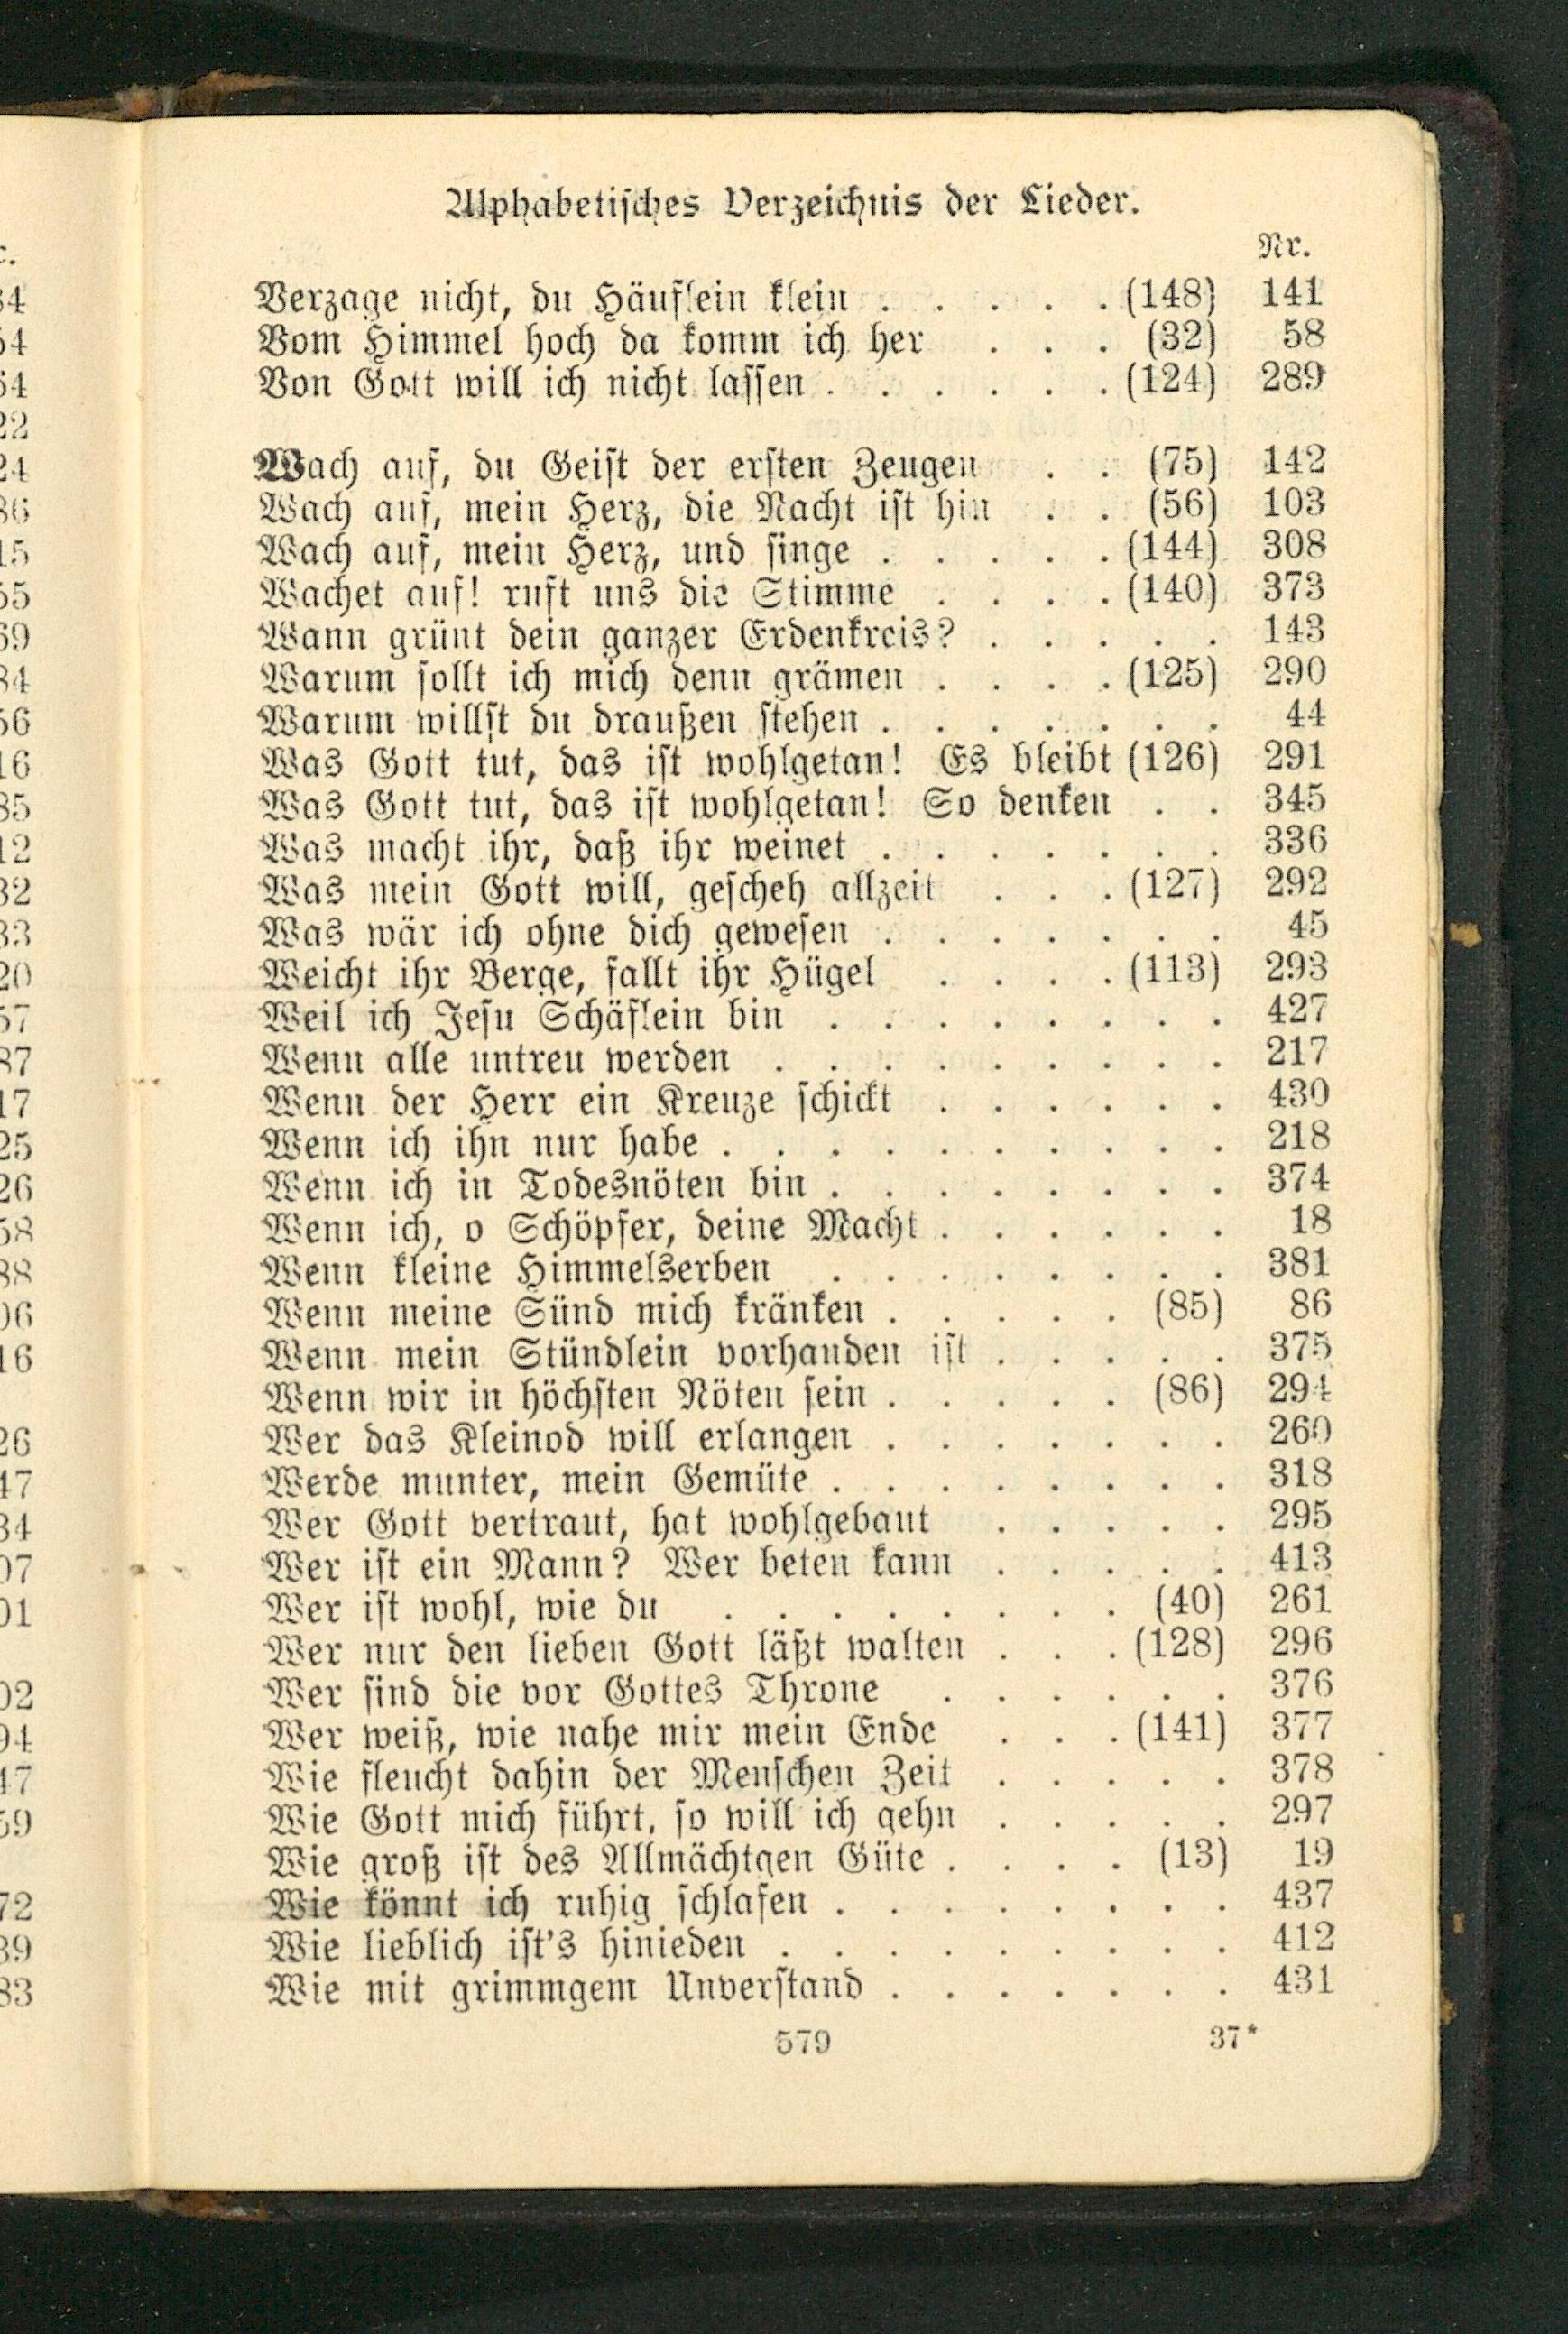 Alphabetisches Verzeichnis der Lieder.
Nr.
Verzage nicht, du Häuflein klein . . . . . (148) 141
Vom Himmel hoch da komm ich her . . . (32) 58
Von Gott will ich nicht lassen . . . . . . (124) 289
Wach auf, du Geist der ersten Zeugen . . (75) 142
Wach auf, mein Herz, die Nacht ist hin . . (56) 103
Wach auf, mein Herz, und singe . . . . . (144) 308
Wachet auf! ruft uns die Stimme . . . . (140) 373
Wann grünt dein ganzer Erdenkreis? . . . . . 143
Warum sollt ich mich denn grämen . . . . (125) 290
Warum willst du draußen stehen . . . . . . . 44
Was Gott tut, das ist wohlgetan! Es bleibt (126) 291
Was Gott tut, das ist wohlgetan! So denken . . 345
Was macht ihr, daß ihr weinet . . . . . . . 336
Was mein Gott will, gescheh allzeit . . . (127) 292
Was wär ich ohne dich gewesen . . . . . . . 45
Weicht ihr Berge, fallt ihr Hügel . . . . (113) 293
Weil ich Jesu Schäflein bin . . . . . . . . 427
Wenn alle untreu werden . . . . . . . . . 217
Wenn der Herr ein Kreuze schickt . . . . . . 430
Wenn ich ihn nur habe . . . . . . . . . . 218
Wenn ich in Todesnöten bin . . . . . . . . 374
Wenn ich, o Schöpfer, deine Macht . . . . . . 18
Wenn kleine Himmelserben . . . . . . . . 381
Wenn meine Sünd mich kränken . . . . . (85) 86
Wenn mein Stündlein vorhanden ist . . . . . 375
Wenn wir in höchsten Nöten sein . . . . . (86) 294
Wer das Kleinod will erlangen . . . . . . . 260
Werde munter, mein Gemüte . . . . . . . . 318
Wer Gott vertraut, hat wohlgebaut . . . . . 295
Wer ist ein Mann? Wer beten kann . . . . . 413
Wer ist wohl, wie du . . . . . . . . (40) 261
Wer nur den lieben Gott läßt walten . . . (128) 296
Wer sind die vor Gottes Throne . . . . . . 376
Wer weiß, wie nahe mir mein Ende . . . (141) 377
Wie fleucht dahin der Menschen Zeit . . . . . 378
Wie Gott mich führt, so will ich gehn . . . . . 297
Wie groß ist des Allmächtgen Güte . . . . (13) 19
Wie könnt ich ruhig schlafen . . . . . . . . 437
Wie lieblich ist's hinieden . . . . . . . . . 412
Wie mit grimmgem Unverstand . . . . . . . 431
579 37*